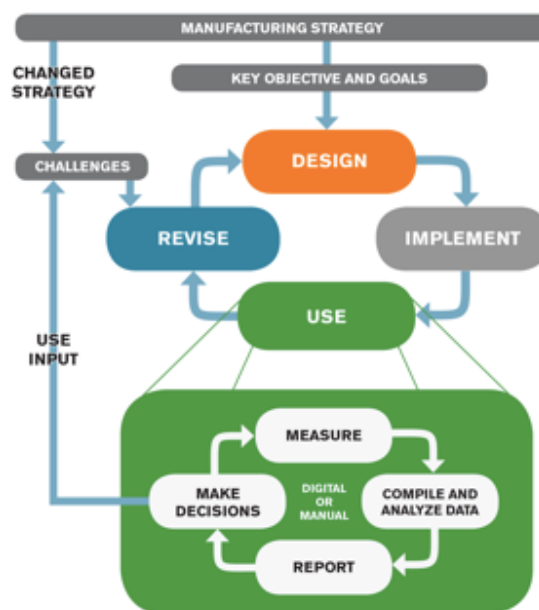 MANUFACTURING STRATEGY
CHANGED
STRATEGY
KEY OBJECTIVE AND GOALS
CHALLENGES
DESIGN
REVISE
IMPLEMENT
USE
USE
INPUT
MEASURE
MAKE
DECISIONS
DIGITAL
OR
MANUAL
COMPILE AND
ANALYZE DATA
REPORT